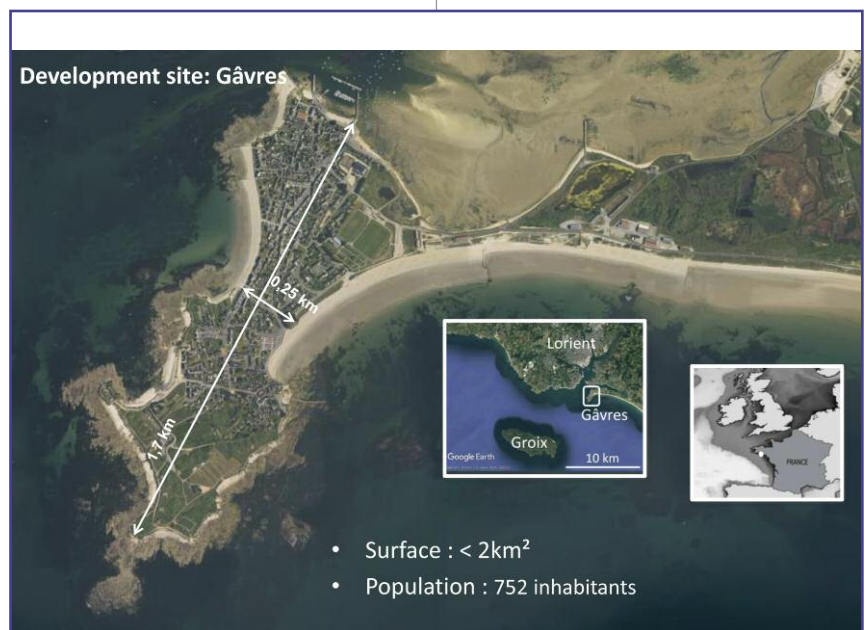 Development site: Gâvres
0,25 km
1,7 km
Lorient
Gâvres
Groix
Google Earth
10 km
FRANCE
• Surface : < 2km²
• Population : 752 inhabitants